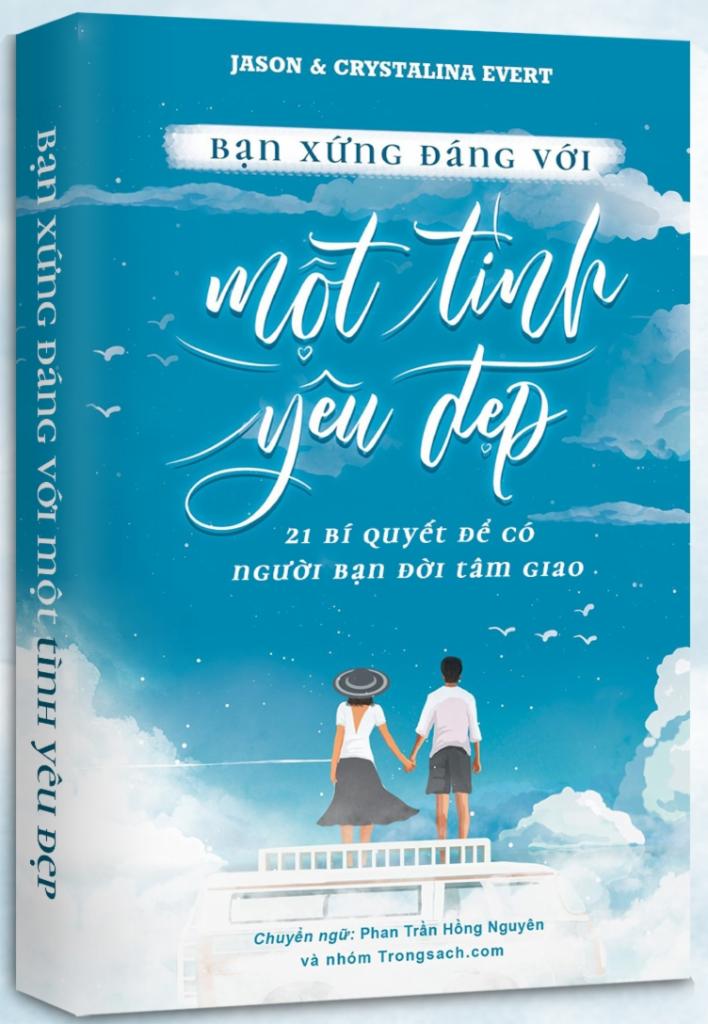 JASON & CRYSTALINA EVERT
BẠN XỨNG ĐÁNG VỚI
một tình
yêu đẹp
21 BÍ QUYẾT ĐỂ CÓ
NGƯỜI BẠN ĐỜI TÂM GIAO
Chuyển ngữ: Phan Trần Hồng Nguyên
và nhóm Trongsach.com
BẠN XỨNG ĐÁNG VỚI MỘT TÌNH YÊU ĐẸP